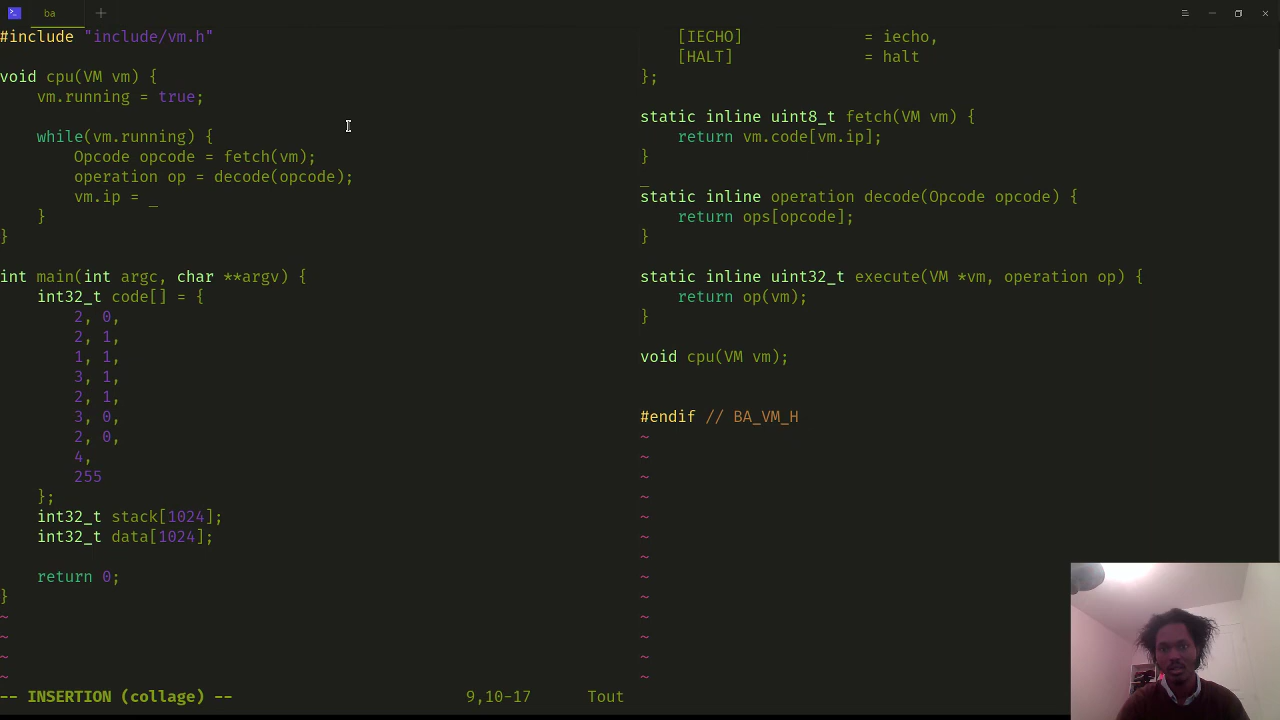 ba
#include "include/vm.h"
void cpu(VM vm) {
    vm.running = true;
    while(vm.running) {
        Opcode opcode = fetch(vm);
        operation op = decode(opcode);
        vm.ip = _
    }
}
int main(int argc, char **argv) {
    int32_t code[] = {
        2, 0,
        2, 1,
        1, 1,
        3, 1,
        2, 1,
        3, 0,
        2, 0,
        4,
        255
    };
    int32_t stack[1024];
    int32_t data[1024];
    return 0;
}
~
~
~
~
-- INSERTION (collage) --                         9,10-17      Tout
    [IECHO]             = iecho,
    [HALT]              = halt
};
static inline uint8_t fetch(VM vm) {
    return vm.code[vm.ip];
}
_
static inline operation decode(Opcode opcode) {
    return ops[opcode];
}
static inline uint32_t execute(VM *vm, operation op) {
    return op(vm);
}
void cpu(VM vm);
#endif // BA_VM_H
~
~
~
~
~
~
~
~
~
~
~
~
~